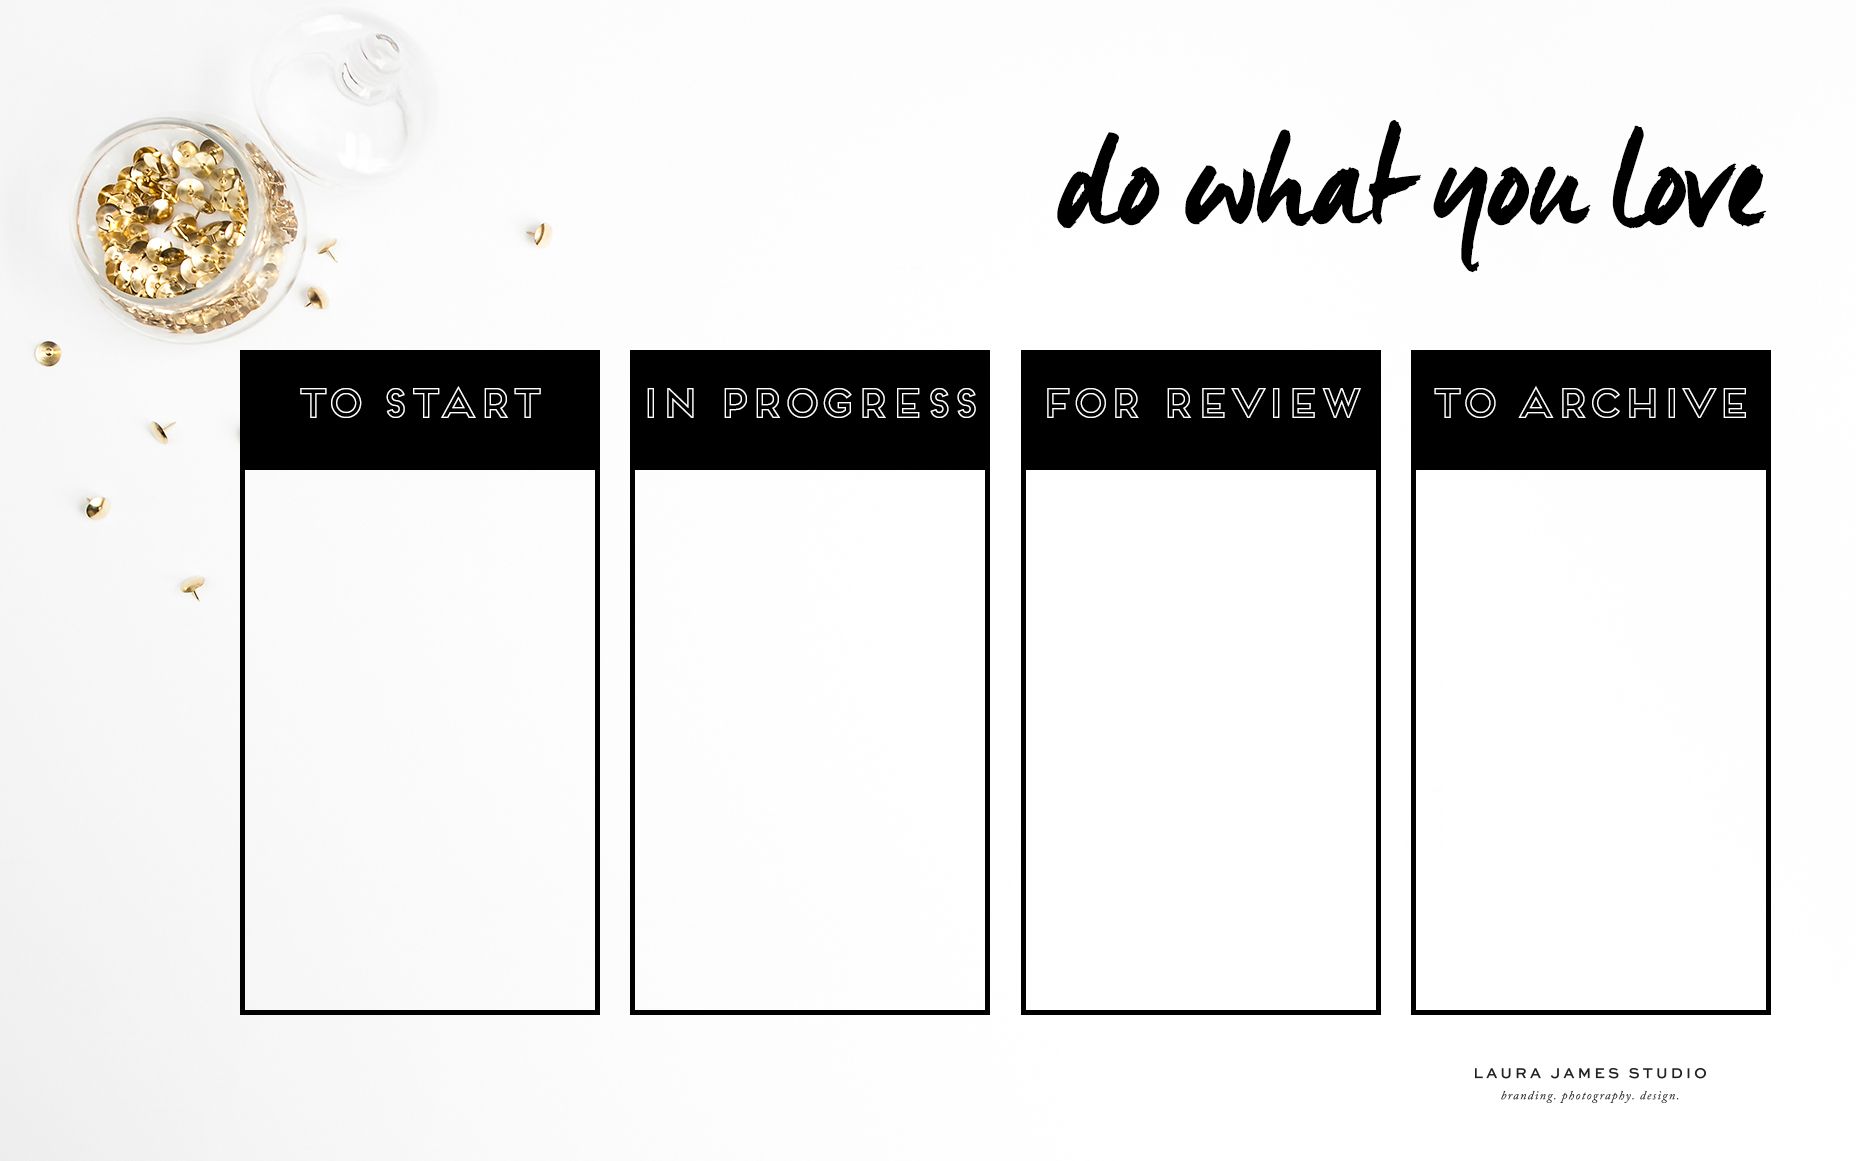 do what you love
TO START
IN PROGRESS
FOR REVIEW
TO ARCHIVE
LAURA JAMES STUDIO
branding. photography. design.